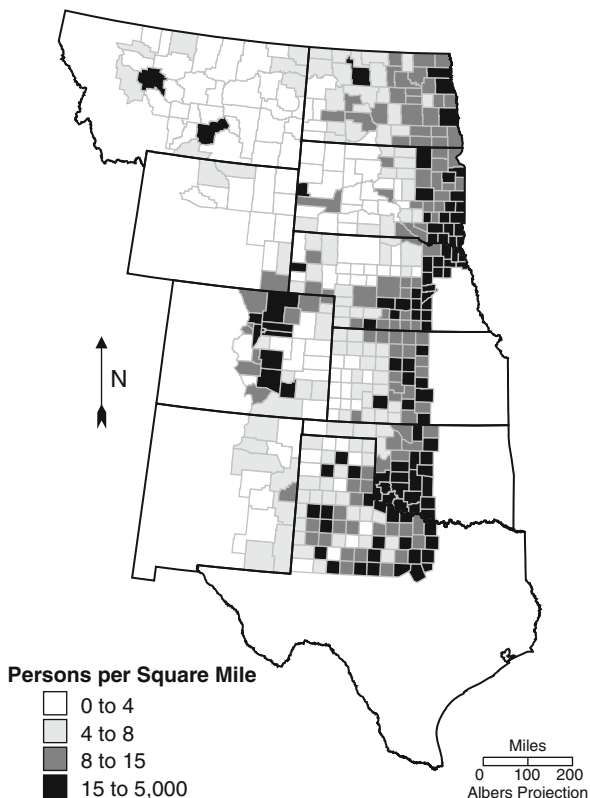 N
Persons per Square Mile
0 to 4
4 to 8
8 to 15
15 to 5,000
Miles
0 100 200
Albers Projection